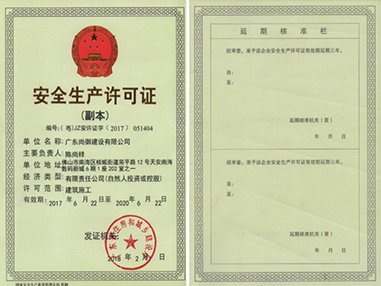 安全生产许可证
(副本)
编号:(粤)JZ安许证字〔2017〕051404
单位名称:广东尚御建设有限公司
主要负责人:陈尚样
单位地址:佛山市南海区桂城街道简平路12号天安南海
数码新城6期1座202室之一
经济类型:有限责任公司(自然人投资或控股)
许可范围:建筑施工
有效期:2017年6月22日至2020年6月22日
发证机关:
2018年2月
延期核准栏
经审查,准予该企业安全生产许可证有效期延期三年。
自:
至:
延期核准机关(章)
年 月 日
经审查,准予该企业安全生产许可证有效期延期三年。
自:
至:
延期核准机关(章)
年 月 日